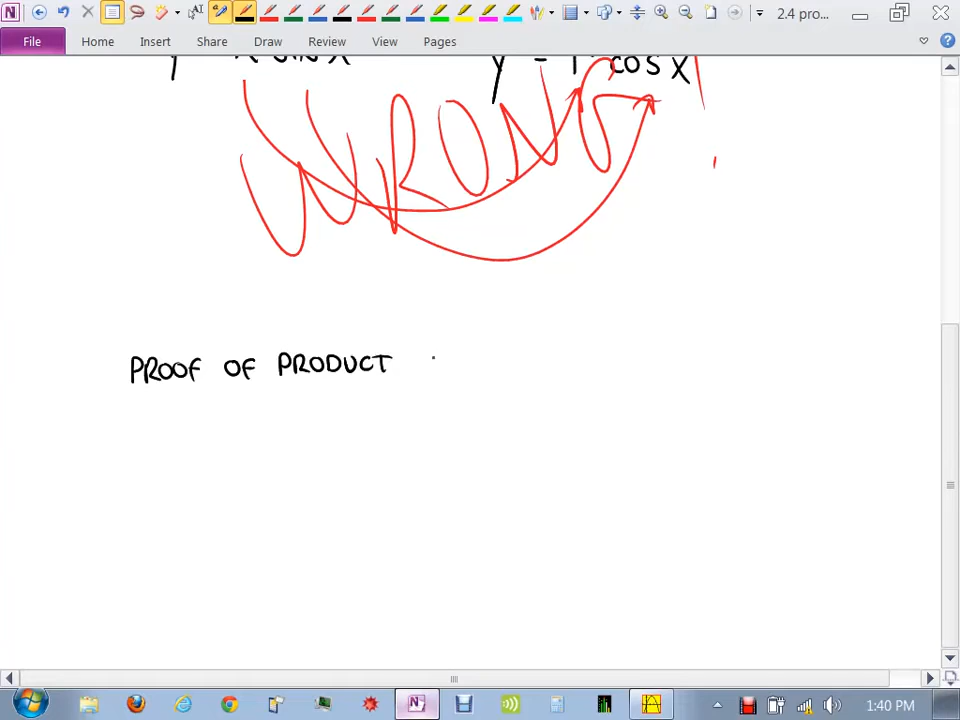 2.4 pro...
File Home Insert Share Draw Review View Pages
y = x sin x y' = 1 cos x
WRONG!
PROOF OF PRODUCT
1:40 PM